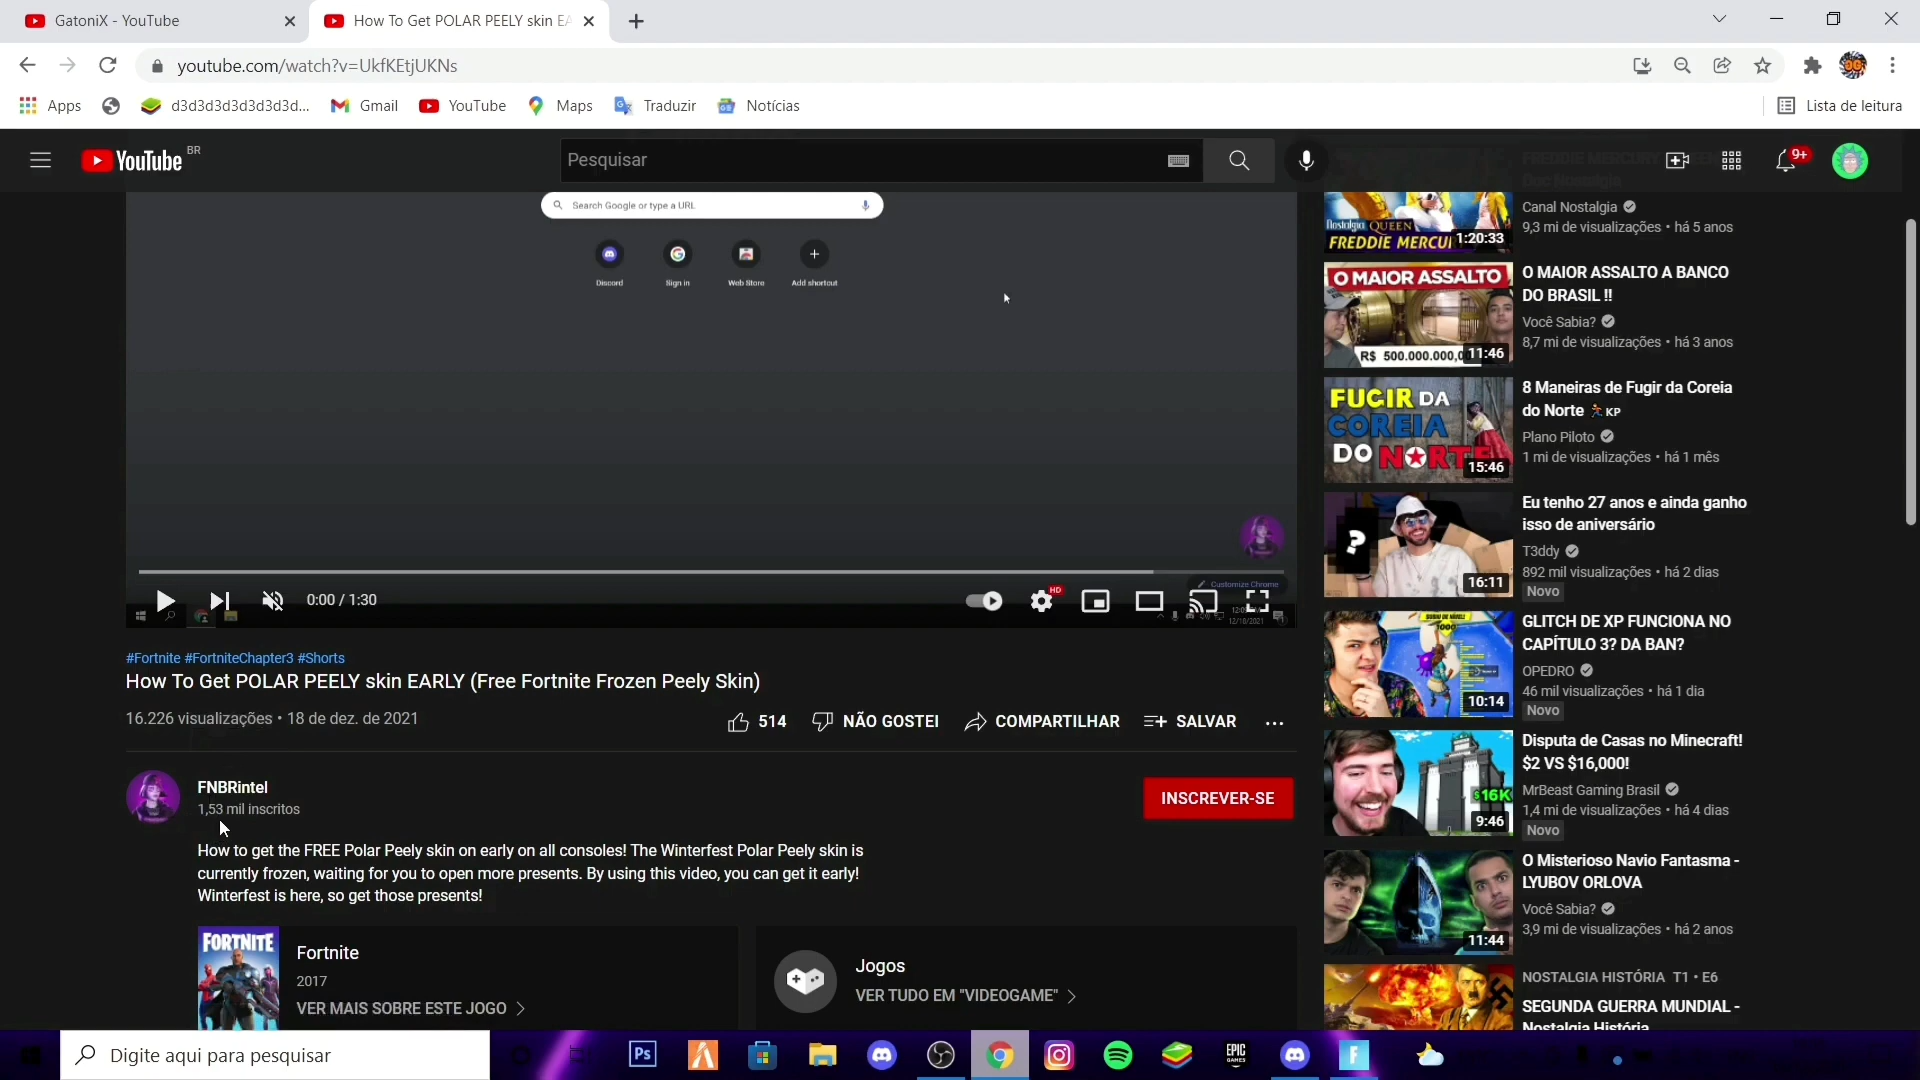 GatoniX - YouTube
How To Get POLAR PEELY skin EA
youtube.com/watch?v=UkfKEtjUKNs
Apps
d3d3d3d3d3d3d3d...
Gmail
YouTube
Maps
Traduzir
Notícias
Lista de leitura
YouTube BR
Pesquisar
9+
Search Google or type a URL
Discord
Sign in
Web Store
Add shortcut
Customize Chrome
0:00 / 1:30
HD
12/10/2021
#Fortnite #FortniteChapter3 #Shorts
How To Get POLAR PEELY skin EARLY (Free Fortnite Frozen Peely Skin)
16.226 visualizações • 18 de dez. de 2021
514
NÃO GOSTEI
COMPARTILHAR
SALVAR
FNBRintel
1,53 mil inscritos
INSCREVER-SE
How to get the FREE Polar Peely skin on early on all consoles! The Winterfest Polar Peely skin is
currently frozen, waiting for you to open more presents. By using this video, you can get it early!
Winterfest is here, so get those presents!
FORTNITE
Fortnite
2017
VER MAIS SOBRE ESTE JOGO
Jogos
VER TUDO EM "VIDEOGAME"
Nostalgia QUEEN
FREDDIE MERCU
1:20:33
Canal Nostalgia
9,3 mi de visualizações • há 5 anos
O MAIOR ASSALTO
R$ 500.000.000,0
11:46
O MAIOR ASSALTO A BANCO
DO BRASIL !!
Você Sabia?
8,7 mi de visualizações • há 3 anos
FUGIR DA
COREIA
DO NORTE
15:46
8 Maneiras de Fugir da Coreia
do Norte KP
Plano Piloto
1 mi de visualizações • há 1 mês
?
16:11
Eu tenho 27 anos e ainda ganho
isso de aniversário
T3ddy
892 mil visualizações • há 2 dias
Novo
10:14
GLITCH DE XP FUNCIONA NO
CAPÍTULO 3? DA BAN?
OPEDRO
46 mil visualizações • há 1 dia
Novo
$16K
9:46
Disputa de Casas no Minecraft!
$2 VS $16,000!
MrBeast Gaming Brasil
1,4 mi de visualizações • há 4 dias
Novo
11:44
O Misterioso Navio Fantasma -
LYUBOV ORLOVA
Você Sabia?
3,9 mi de visualizações • há 2 anos
NOSTALGIA HISTÓRIA T1 • E6
SEGUNDA GUERRA MUNDIAL -
Nostalgia História
Digite aqui para pesquisar
Ps
EPIC
GAMES
F